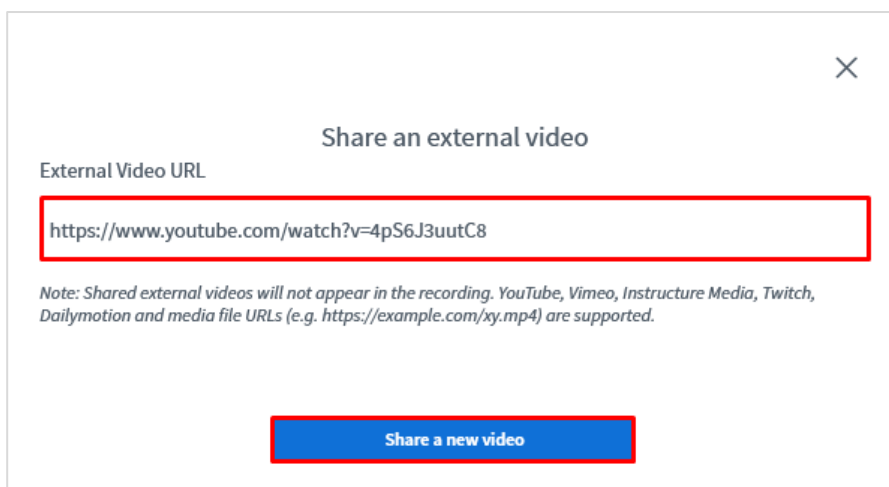 Share an external video
External Video URL
https://www.youtube.com/watch?v=4pS6J3uutC8
Note: Shared external videos will not appear in the recording. YouTube, Vimeo, Instructure Media, Twitch,
Dailymotion and media file URLs (e.g. https://example.com/xy.mp4) are supported.
Share a new video